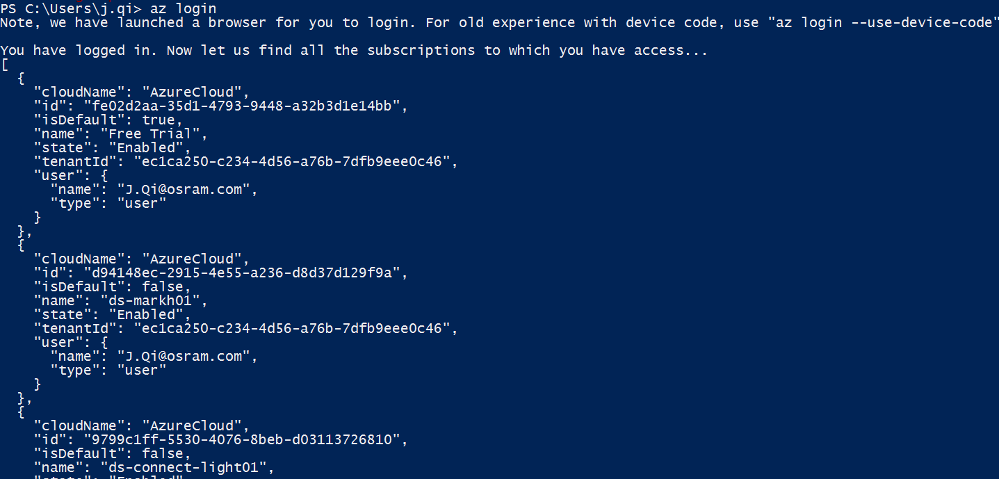 PS C:\Users\j.qi> az login
Note, we have launched a browser for you to login. For old experience with device code, use "az login --use-device-code"
You have logged in. Now let us find all the subscriptions to which you have access...
[
  {
    "cloudName": "AzureCloud",
    "id": "fe02d2aa-35d1-4793-9448-a32b3d1e14bb",
    "isDefault": true,
    "name": "Free Trial",
    "state": "Enabled",
    "tenantId": "ec1ca250-c234-4d56-a76b-7dfb9eee0c46",
    "user": {
      "name": "J.Qi@osram.com",
      "type": "user"
    }
  },
  {
    "cloudName": "AzureCloud",
    "id": "d94148ec-2915-4e55-a236-d8d37d129f9a",
    "isDefault": false,
    "name": "ds-markh01",
    "state": "Enabled",
    "tenantId": "ec1ca250-c234-4d56-a76b-7dfb9eee0c46",
    "user": {
      "name": "J.Qi@osram.com",
      "type": "user"
    }
  },
  {
    "cloudName": "AzureCloud",
    "id": "9799c1ff-5530-4076-8beb-d03113726810",
    "isDefault": false,
    "name": "ds-connect-light01",
    "state": "Enabled"